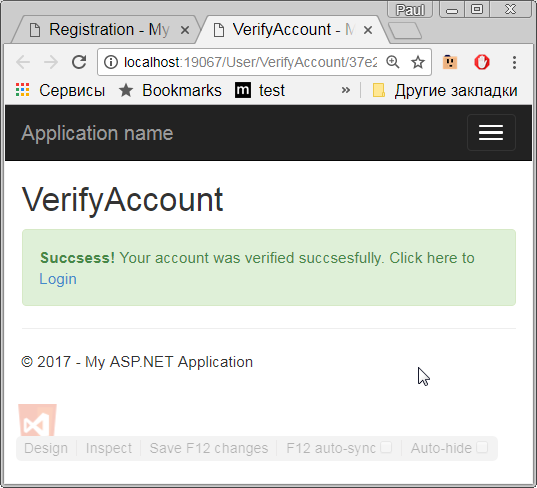 Paul
Registration - My
VerifyAccount - M
localhost:19067/User/VerifyAccount/37e2
Сервисы Bookmarks m test » Другие закладки
Application name
VerifyAccount
Succsess! Your account was verified succsesfully. Click here to
Login
© 2017 - My ASP.NET Application
Design Inspect Save F12 changes F12 auto-sync Auto-hide